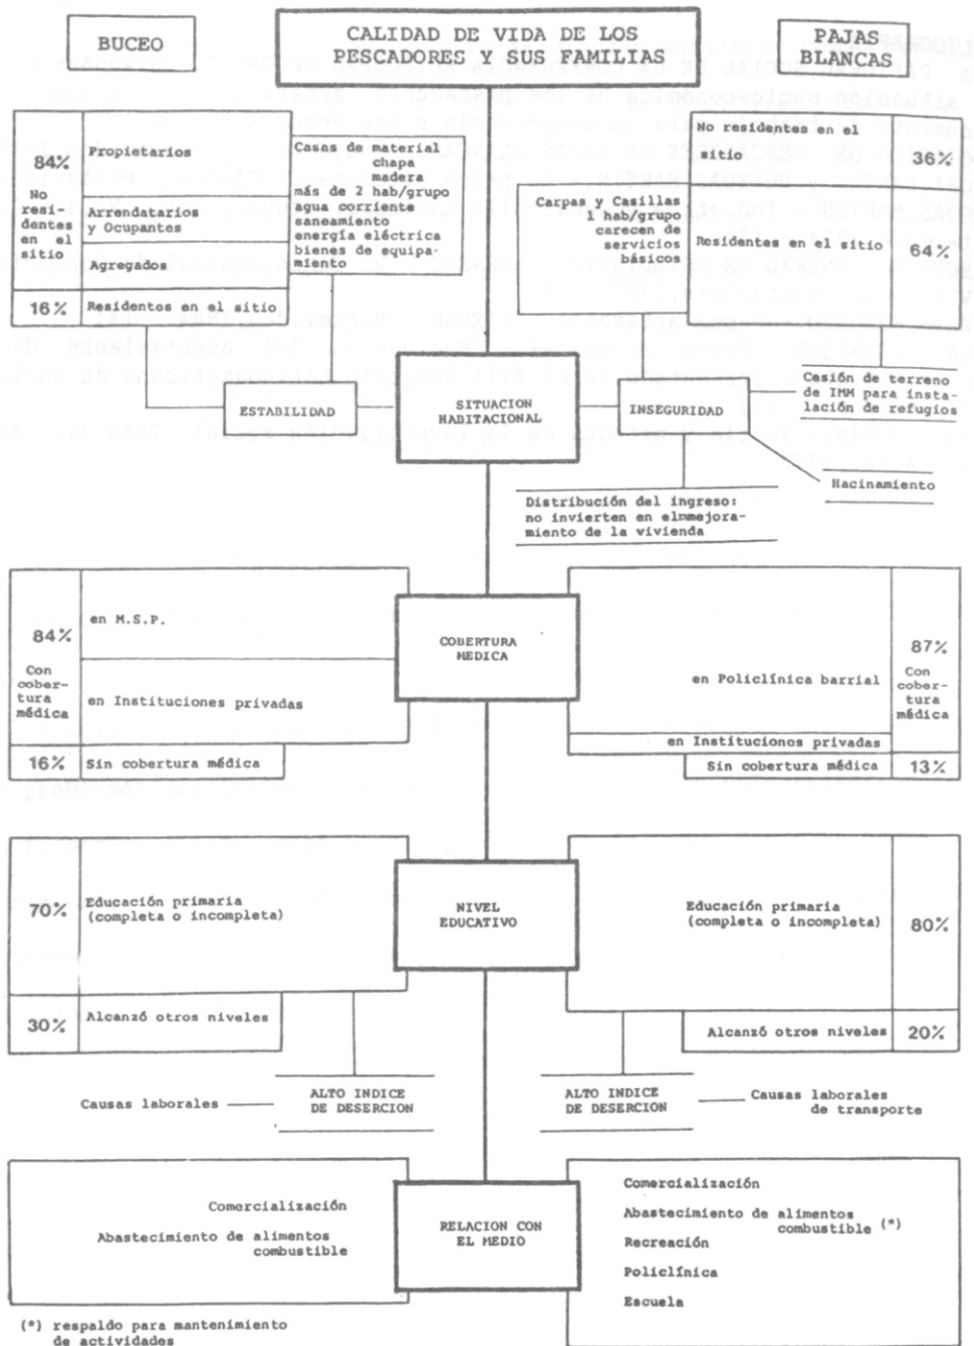 BUCEO
CALIDAD DE VIDA DE LOS
PESCADORES Y SUS FAMILIAS
PAJAS
BLANCAS
84%
No
resi-
dentes
en el
sitio
Propietarios
Arrendatarios
y Ocupantes
Agregados
16%
Residentos en el sitio
Casas de material
chapa
madera
más de 2 hab/grupo
agua corriente
saneamiento
energía eléctrica
bienes de equipa-
miento
No residentes en el
sitio
36%
Carpas y Casillas
1 hab/grupo
carecen de
servicios
básicos
Residentos en el sitio
64%
ESTABILIDAD
SITUACION
HABITACIONAL
INSEGURIDAD
Cesión de terreno
de IMM para insta-
lación de refugios
Hacinamiento
Distribución del ingreso:
no invierten en el mejora-
miento de la vivienda
84%
Con
cober-
tura
médica
en M.S.P.
en Instituciones privadas
16%
Sin cobertura médica
COBERTURA
MEDICA
87%
Con
cober-
tura
médica
en Policlínica barrial
en Institucionos privadas
Sin cobertura médica
13%
70%
Educación primaria
(completa o incompleta)
30%
Alcanzó otros niveles
NIVEL
EDUCATIVO
Educación primaria
(completa o incompleta)
80%
Alcanzó otros niveles
20%
Causas laborales
ALTO INDICE
DE DESERCION
ALTO INDICE
DE DESERCION
Causas laborales
de transporte
Comercialización
Abastecimiento de alimentos
combustible
RELACION CON
EL MEDIO
Comercialización
Abastecimiento de alimentos
combustible (*)
Recreación
Policlínica
Escuela
(*) respaldo para mantenimiento
de actividades